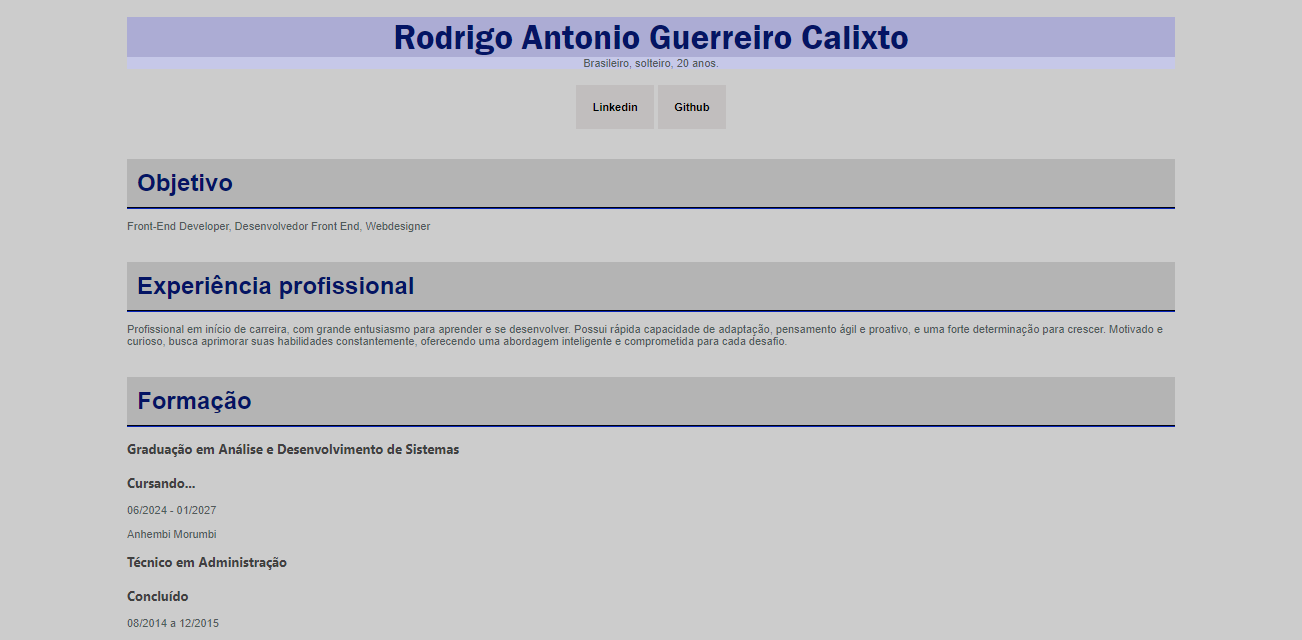 Rodrigo Antonio Guerreiro Calixto
Brasileiro, solteiro, 20 anos.
Linkedin Github
Objetivo
Front-End Developer, Desenvolvedor Front End, Webdesigner
Experiência profissional
Profissional em início de carreira, com grande entusiasmo para aprender e se desenvolver. Possui rápida capacidade de adaptação, pensamento ágil e proativo, e uma forte determinação para crescer. Motivado e
curioso, busca aprimorar suas habilidades constantemente, oferecendo uma abordagem inteligente e comprometida para cada desafio.
Formação
Graduação em Análise e Desenvolvimento de Sistemas
Cursando...
06/2024 - 01/2027
Anhembi Morumbi
Técnico em Administração
Concluído
08/2014 a 12/2015